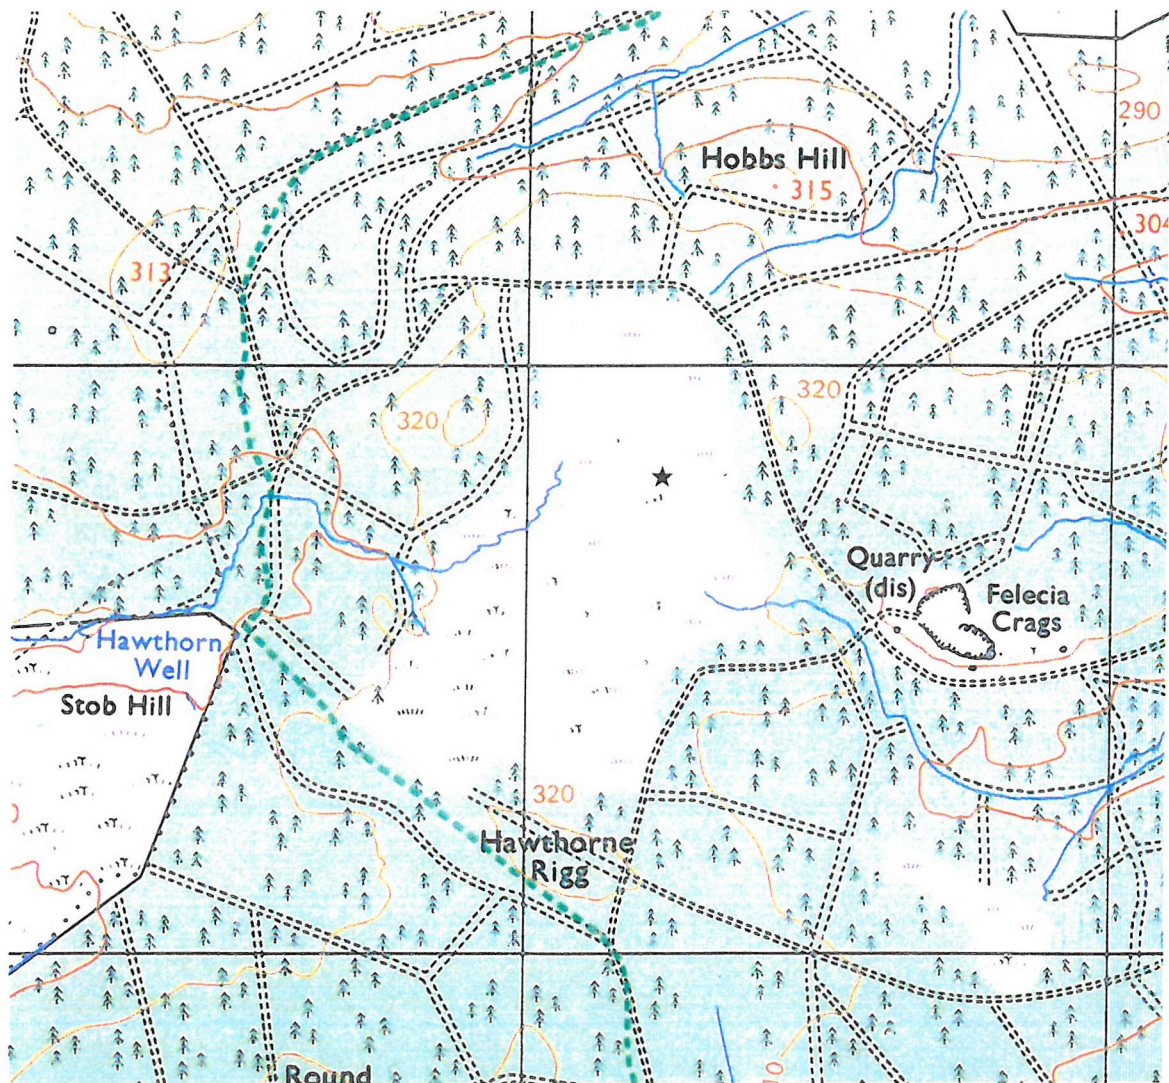 290
Hobbs Hill
315
304
313
320
320
Quarry
(dis)
Felecia
Crags
Hawthorn
Well
Stob Hill
320
Hawthorne
Rigg
Round